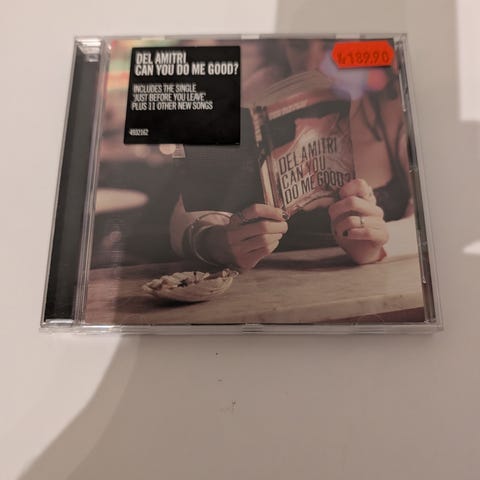 DEL AMITRI
CAN YOU DO ME GOOD?
INCLUDES THE SINGLE
'JUST BEFORE YOU LEAVE'
PLUS 11 OTHER NEW SONGS
4932162
Kr189,90
DEL AMITRI
CAN YOU
DO ME GOOD?